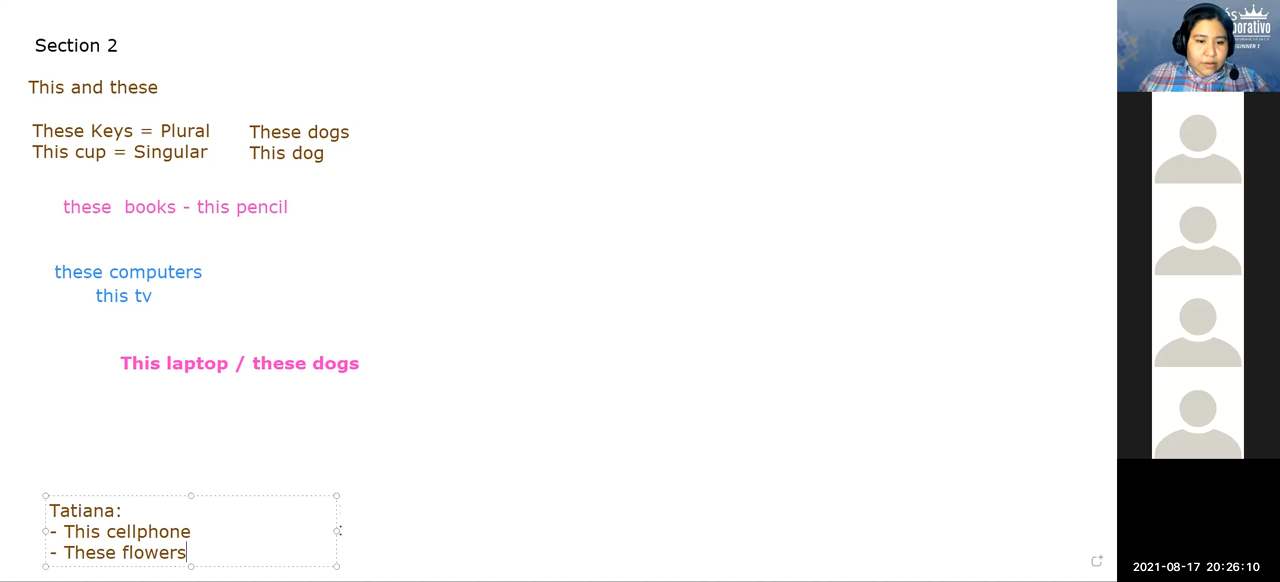 Section 2
This and these
These Keys = Plural
This cup = Singular
These dogs
This dog
these  books - this pencil
these computers
this tv
This laptop / these dogs
Tatiana:
- This cellphone
- These flowers
2021-08-17 20:26:10